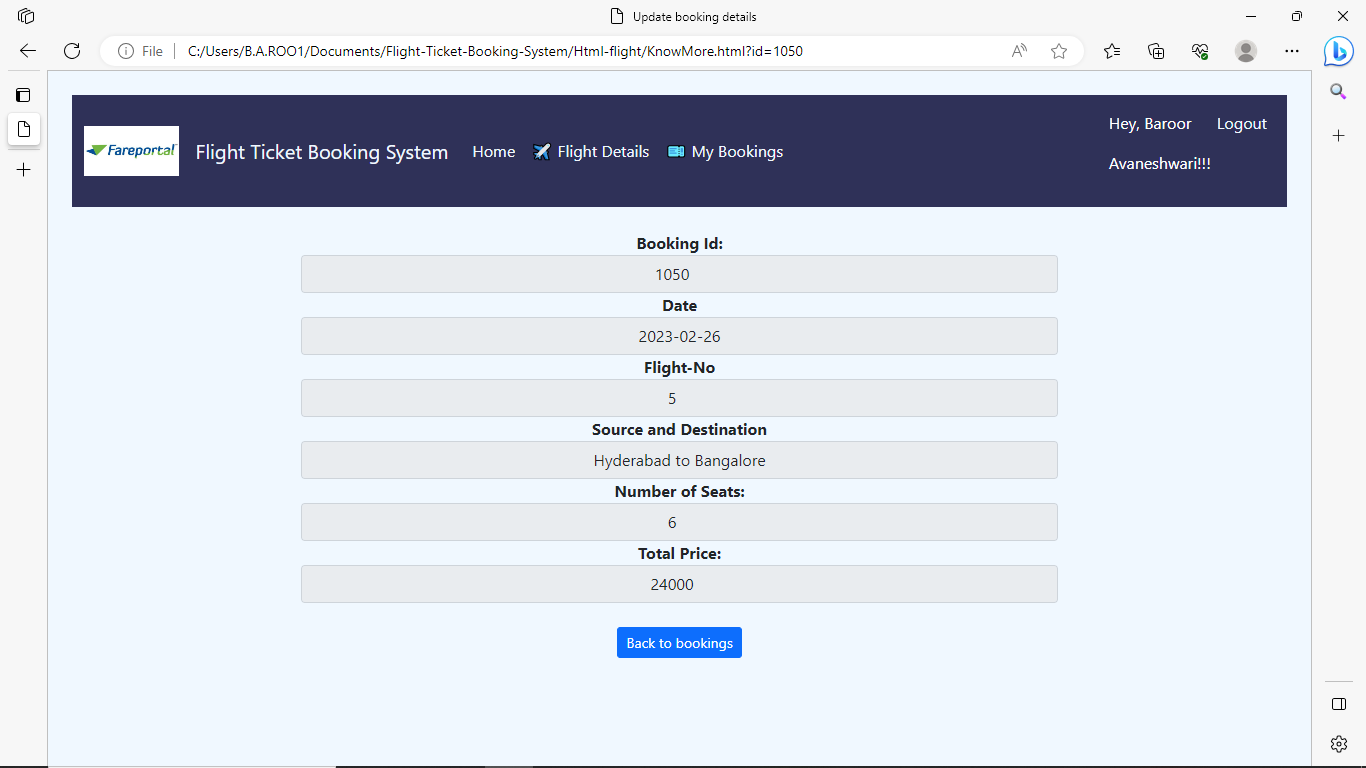 Update booking details
File
C:/Users/B.A.ROO1/Documents/Flight-Ticket-Booking-System/Html-flight/KnowMore.html?id=1050
Fareportal
Flight Ticket Booking System
Home
Flight Details
My Bookings
Hey, Baroor
Avaneshwari!!!
Logout
Booking Id:
1050
Date
2023-02-26
Flight-No
5
Source and Destination
Hyderabad to Bangalore
Number of Seats:
6
Total Price:
24000
Back to bookings